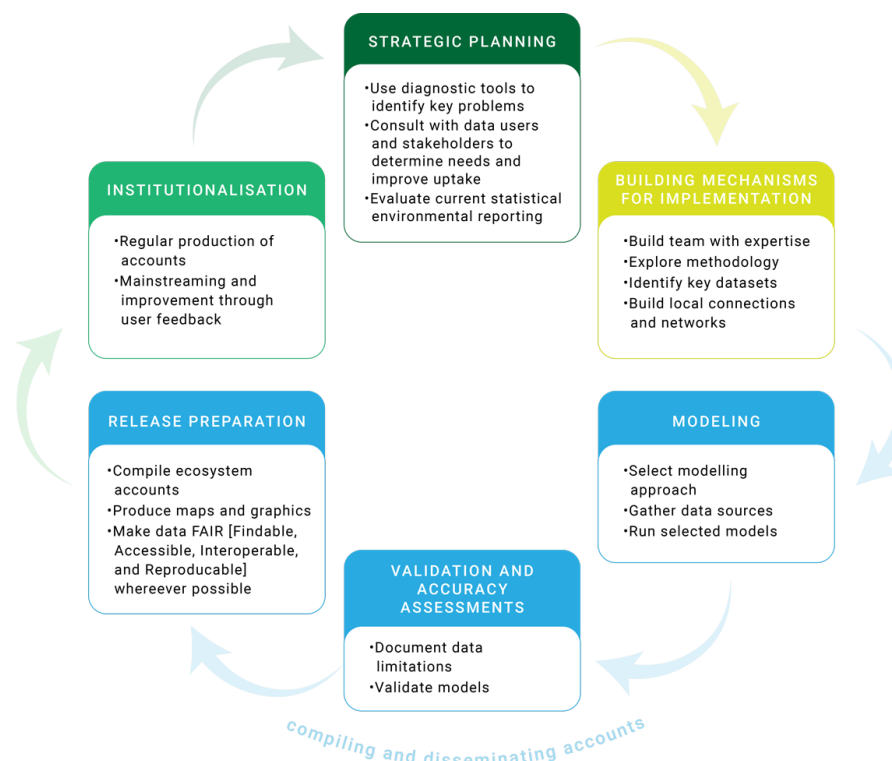 STRATEGIC PLANNING
•Use diagnostic tools to
identify key problems
•Consult with data users
and stakeholders to
determine needs and
improve uptake
•Evaluate current statistical
environmental reporting
BUILDING MECHANISMS
FOR IMPLEMENTATION
•Build team with expertise
•Explore methodology
•Identify key datasets
•Build local connections
and networks
MODELING
•Select modelling
approach
•Gather data sources
•Run selected models
VALIDATION AND
ACCURACY
ASSESSMENTS
•Document data
limitations
•Validate models
RELEASE PREPARATION
•Compile ecosystem
accounts
•Produce maps and graphics
•Make data FAIR [Findable,
Accessible, Interoperable,
and Reproducable]
whereever possible
INSTITUTIONALISATION
•Regular production of
accounts
•Mainstreaming and
improvement through
user feedback
compiling and disseminating accounts